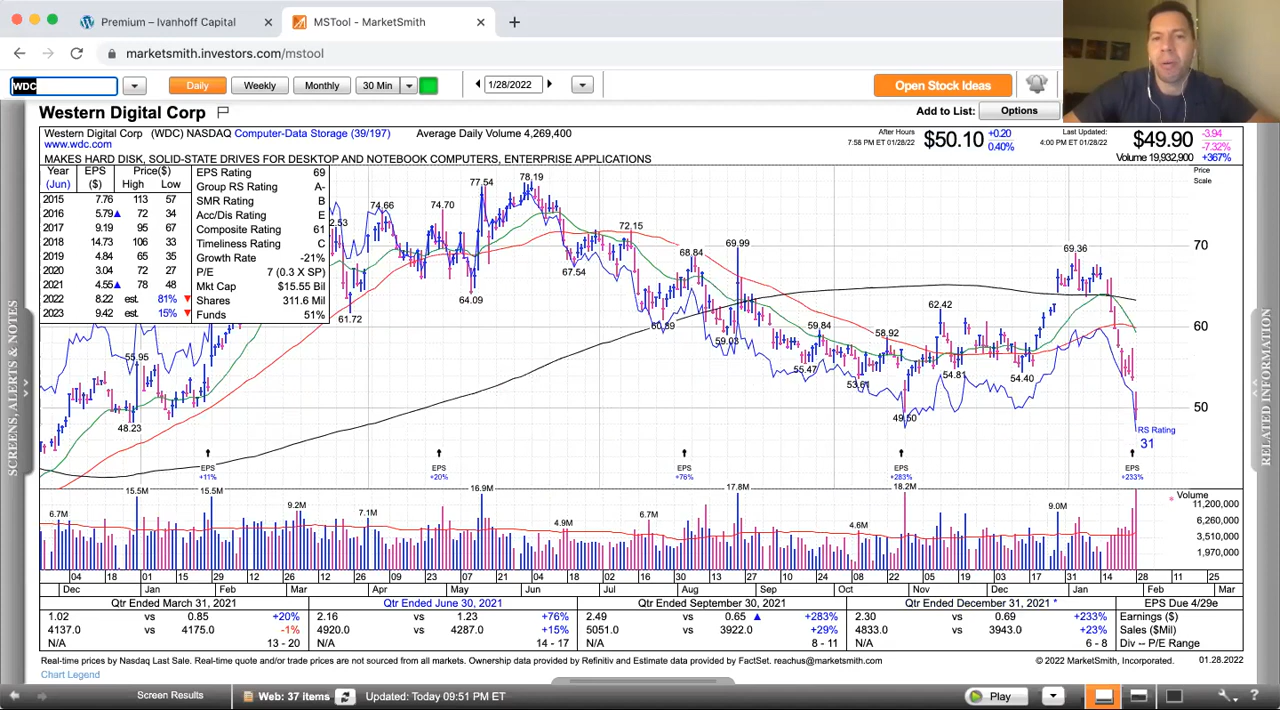 Premium – Ivanhoff Capital
MSTool - MarketSmith
marketsmith.investors.com/mstool
WDC
Daily
Weekly
Monthly
30 Min
1/28/2022
Open Stock Ideas
Western Digital Corp
Add to List:
Options
Western Digital Corp (WDC) NASDAQ Computer-Data Storage (39/197) Average Daily Volume 4,269,400
www.wdc.com
MAKES HARD DISK, SOLID-STATE DRIVES FOR DESKTOP AND NOTEBOOK COMPUTERS, ENTERPRISE APPLICATIONS
After Hours
7:58 PM ET 01/28/22
$50.10
+0.20
0.40%
Last Updated:
4:00 PM ET 01/28/22
$49.90
-3.94
-7.32%
Volume 19,932,900 +367%
Year EPS Price($)
(Jun) ($) High Low
2015 7.76 113 57
2016 5.79 72 34
2017 9.19 95 67
2018 14.73 106 33
2019 4.84 65 35
2020 3.04 72 27
2021 4.55 78 48
2022 8.22 est. 81%
2023 9.42 est. 15%
EPS Rating 69
Group RS Rating A-
SMR Rating B
Acc/Dis Rating E
Composite Rating 61
Timeliness Rating C
Growth Rate -21%
P/E 7 (0.3 X SP)
Mkt Cap $15.55 Bil
Shares 311.6 Mil
Funds 51%
Price
Scale
70
60
50
2.53
74.66
74.70
77.54
78.19
72.15
68.84
69.99
69.36
67.54
64.09
61.72
60.39
59.03
59.84
58.92
62.42
55.95
55.47
53.61
54.81
54.40
48.23
49.50
RS Rating
31
EPS
+11%
EPS
+20%
EPS
+76%
EPS
+283%
EPS
+233%
6.7M
15.5M
15.5M
9.2M
7.1M
16.9M
4.9M
6.7M
17.8M
4.6M
18.2M
9.0M
Volume
11,200,000
6,260,000
3,510,000
1,970,000
04 18 01 15 29 12 26 12 26 09 23 07 21 04 18 02 16 30 13 27 10 24 08 22 05 19 03 17 31 14 28 11 25
Dec Jan Feb Mar Apr May Jun Jul Aug Sep Oct Nov Dec Jan Feb Mar
Qtr Ended March 31, 2021
1.02 vs 0.85 +20%
4137.0 vs 4175.0 -1%
N/A 13 - 20
Qtr Ended June 30, 2021
2.16 vs 1.23 +76%
4920.0 vs 4287.0 +15%
N/A 14 - 17
Qtr Ended September 30, 2021
2.49 vs 0.65 +283%
5051.0 vs 3922.0 +29%
N/A 8 - 11
Qtr Ended December 31, 2021 *
2.30 vs 0.69 +233%
4833.0 vs 3943.0 +23%
N/A 6 - 8
EPS Due 4/29e
Earnings ($)
Sales ($Mil)
Div -- P/E Range
Real-time prices by Nasdaq Last Sale. Real-time quote and/or trade prices are not sourced from all markets. Ownership data provided by Refinitiv and Estimate data provided by FactSet. reachus@marketsmith.com
© 2022 MarketSmith, Incorporated.
01.28.2022
Chart Legend
SCREENS, ALERTS & NOTES
RELATED INFORMATION
Screen Results
Web: 37 items
Updated: Today 09:51 PM ET
Play